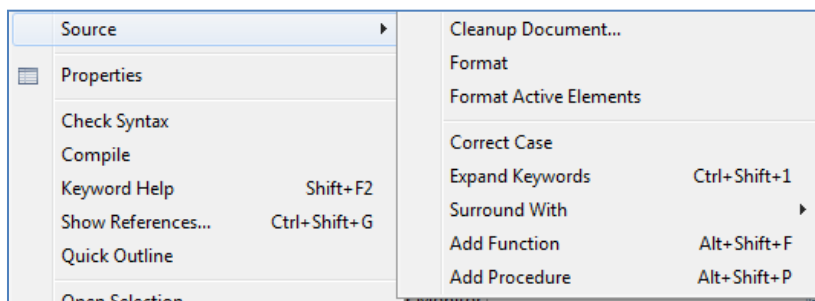 Source
Properties
Check Syntax
Compile
Keyword Help Shift+F2
Show References... Ctrl+Shift+G
Quick Outline
Open Selection
Cleanup Document...
Format
Format Active Elements
Correct Case
Expand Keywords Ctrl+Shift+1
Surround With
Add Function Alt+Shift+F
Add Procedure Alt+Shift+P